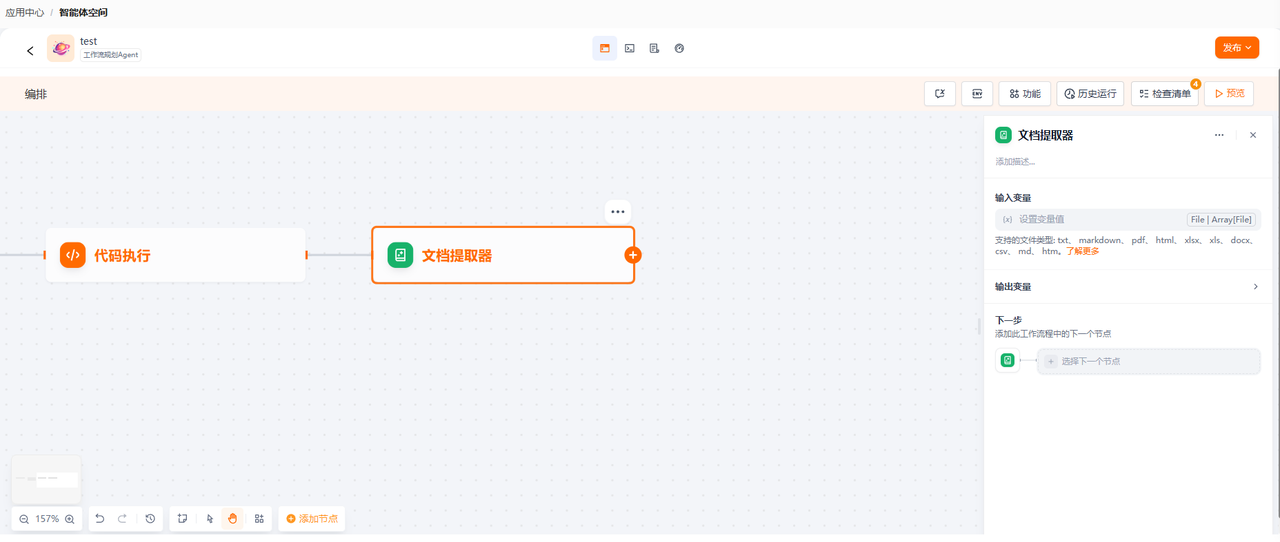 应用中心 / 智能体空间
test
工作流规划Agent
发布
编排
ENV
功能
历史运行
检查清单
4
预览
代码执行
文档提取器
157%
添加节点
文档提取器
添加描述...
输入变量
{x} 设置变量值 File | Array[File]
支持的文件类型: txt、 markdown、 pdf、 html、 xlsx、 xls、 docx、
csv、 md、 htm。了解更多
输出变量
下一步
添加此工作流程中的下一个节点
选择下一个节点